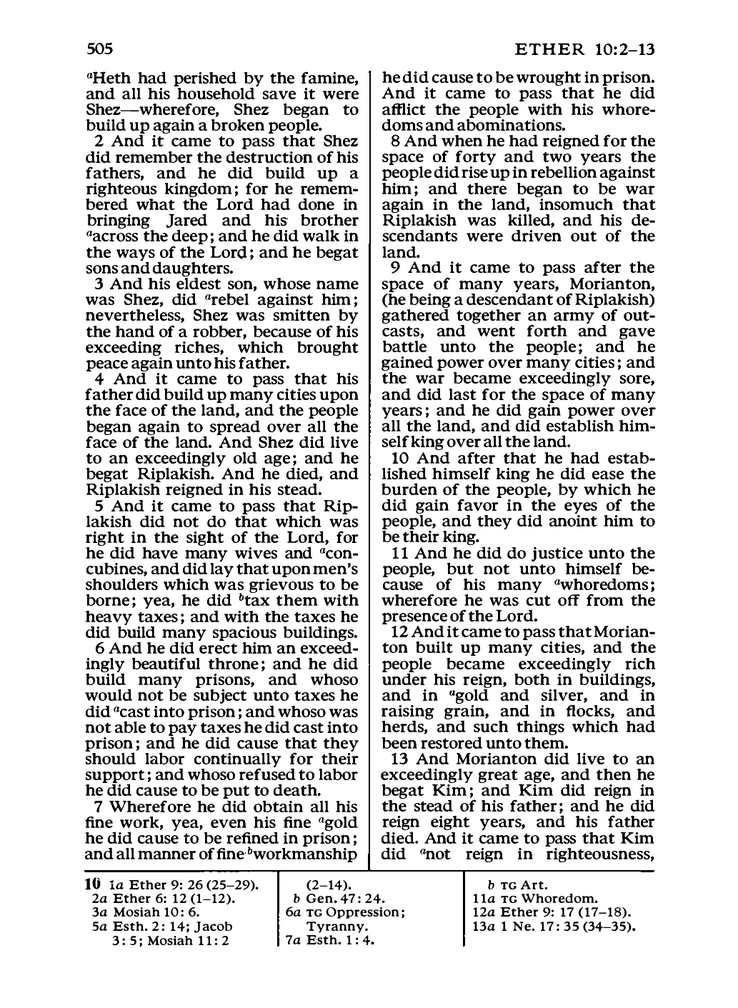 505
ETHER 10:2–13
aHeth had perished by the famine,
and all his household save it were
Shez—wherefore, Shez began to
build up again a broken people.
2 And it came to pass that Shez
did remember the destruction of his
fathers, and he did build up a
righteous kingdom; for he remem-
bered what the Lord had done in
bringing Jared and his brother
aacross the deep; and he did walk in
the ways of the Lord; and he begat
sons and daughters.
3 And his eldest son, whose name
was Shez, did arebel against him;
nevertheless, Shez was smitten by
the hand of a robber, because of his
exceeding riches, which brought
peace again unto his father.
4 And it came to pass that his
father did build up many cities upon
the face of the land, and the people
began again to spread over all the
face of the land. And Shez did live
to an exceedingly old age; and he
begat Riplakish. And he died, and
Riplakish reigned in his stead.
5 And it came to pass that Rip-
lakish did not do that which was
right in the sight of the Lord, for
he did have many wives and acon-
cubines, and did lay that upon men's
shoulders which was grievous to be
borne; yea, he did btax them with
heavy taxes; and with the taxes he
did build many spacious buildings.
6 And he did erect him an exceed-
ingly beautiful throne; and he did
build many prisons, and whoso
would not be subject unto taxes he
did acast into prison; and whoso was
not able to pay taxes he did cast into
prison; and he did cause that they
should labor continually for their
support; and whoso refused to labor
he did cause to be put to death.
7 Wherefore he did obtain all his
fine work, yea, even his fine agold
he did cause to be refined in prison;
and all manner of fine bworkmanship
he did cause to be wrought in prison.
And it came to pass that he did
afflict the people with his whore-
doms and abominations.
8 And when he had reigned for the
space of forty and two years the
people did rise up in rebellion against
him; and there began to be war
again in the land, insomuch that
Riplakish was killed, and his de-
scendants were driven out of the
land.
9 And it came to pass after the
space of many years, Morianton,
(he being a descendant of Riplakish)
gathered together an army of out-
casts, and went forth and gave
battle unto the people; and he
gained power over many cities; and
the war became exceedingly sore,
and did last for the space of many
years; and he did gain power over
all the land, and did establish him-
self king over all the land.
10 And after that he had estab-
lished himself king he did ease the
burden of the people, by which he
did gain favor in the eyes of the
people, and they did anoint him to
be their king.
11 And he did do justice unto the
people, but not unto himself be-
cause of his many awhoredoms;
wherefore he was cut off from the
presence of the Lord.
12 And it came to pass that Morian-
ton built up many cities, and the
people became exceedingly rich
under his reign, both in buildings,
and in agold and silver, and in
raising grain, and in flocks, and
herds, and such things which had
been restored unto them.
13 And Morianton did live to an
exceedingly great age, and then he
begat Kim; and Kim did reign in
the stead of his father; and he did
reign eight years, and his father
died. And it came to pass that Kim
did anot reign in righteousness,
10 1a Ether 9: 26 (25–29).
2a Ether 6: 12 (1–12).
3a Mosiah 10: 6.
5a Esth. 2: 14; Jacob
3: 5; Mosiah 11: 2
(2–14).
b Gen. 47: 24.
6a TG Oppression;
Tyranny.
7a Esth. 1: 4.
b TG Art.
11a TG Whoredom.
12a Ether 9: 17 (17–18).
13a 1 Ne. 17: 35 (34–35).